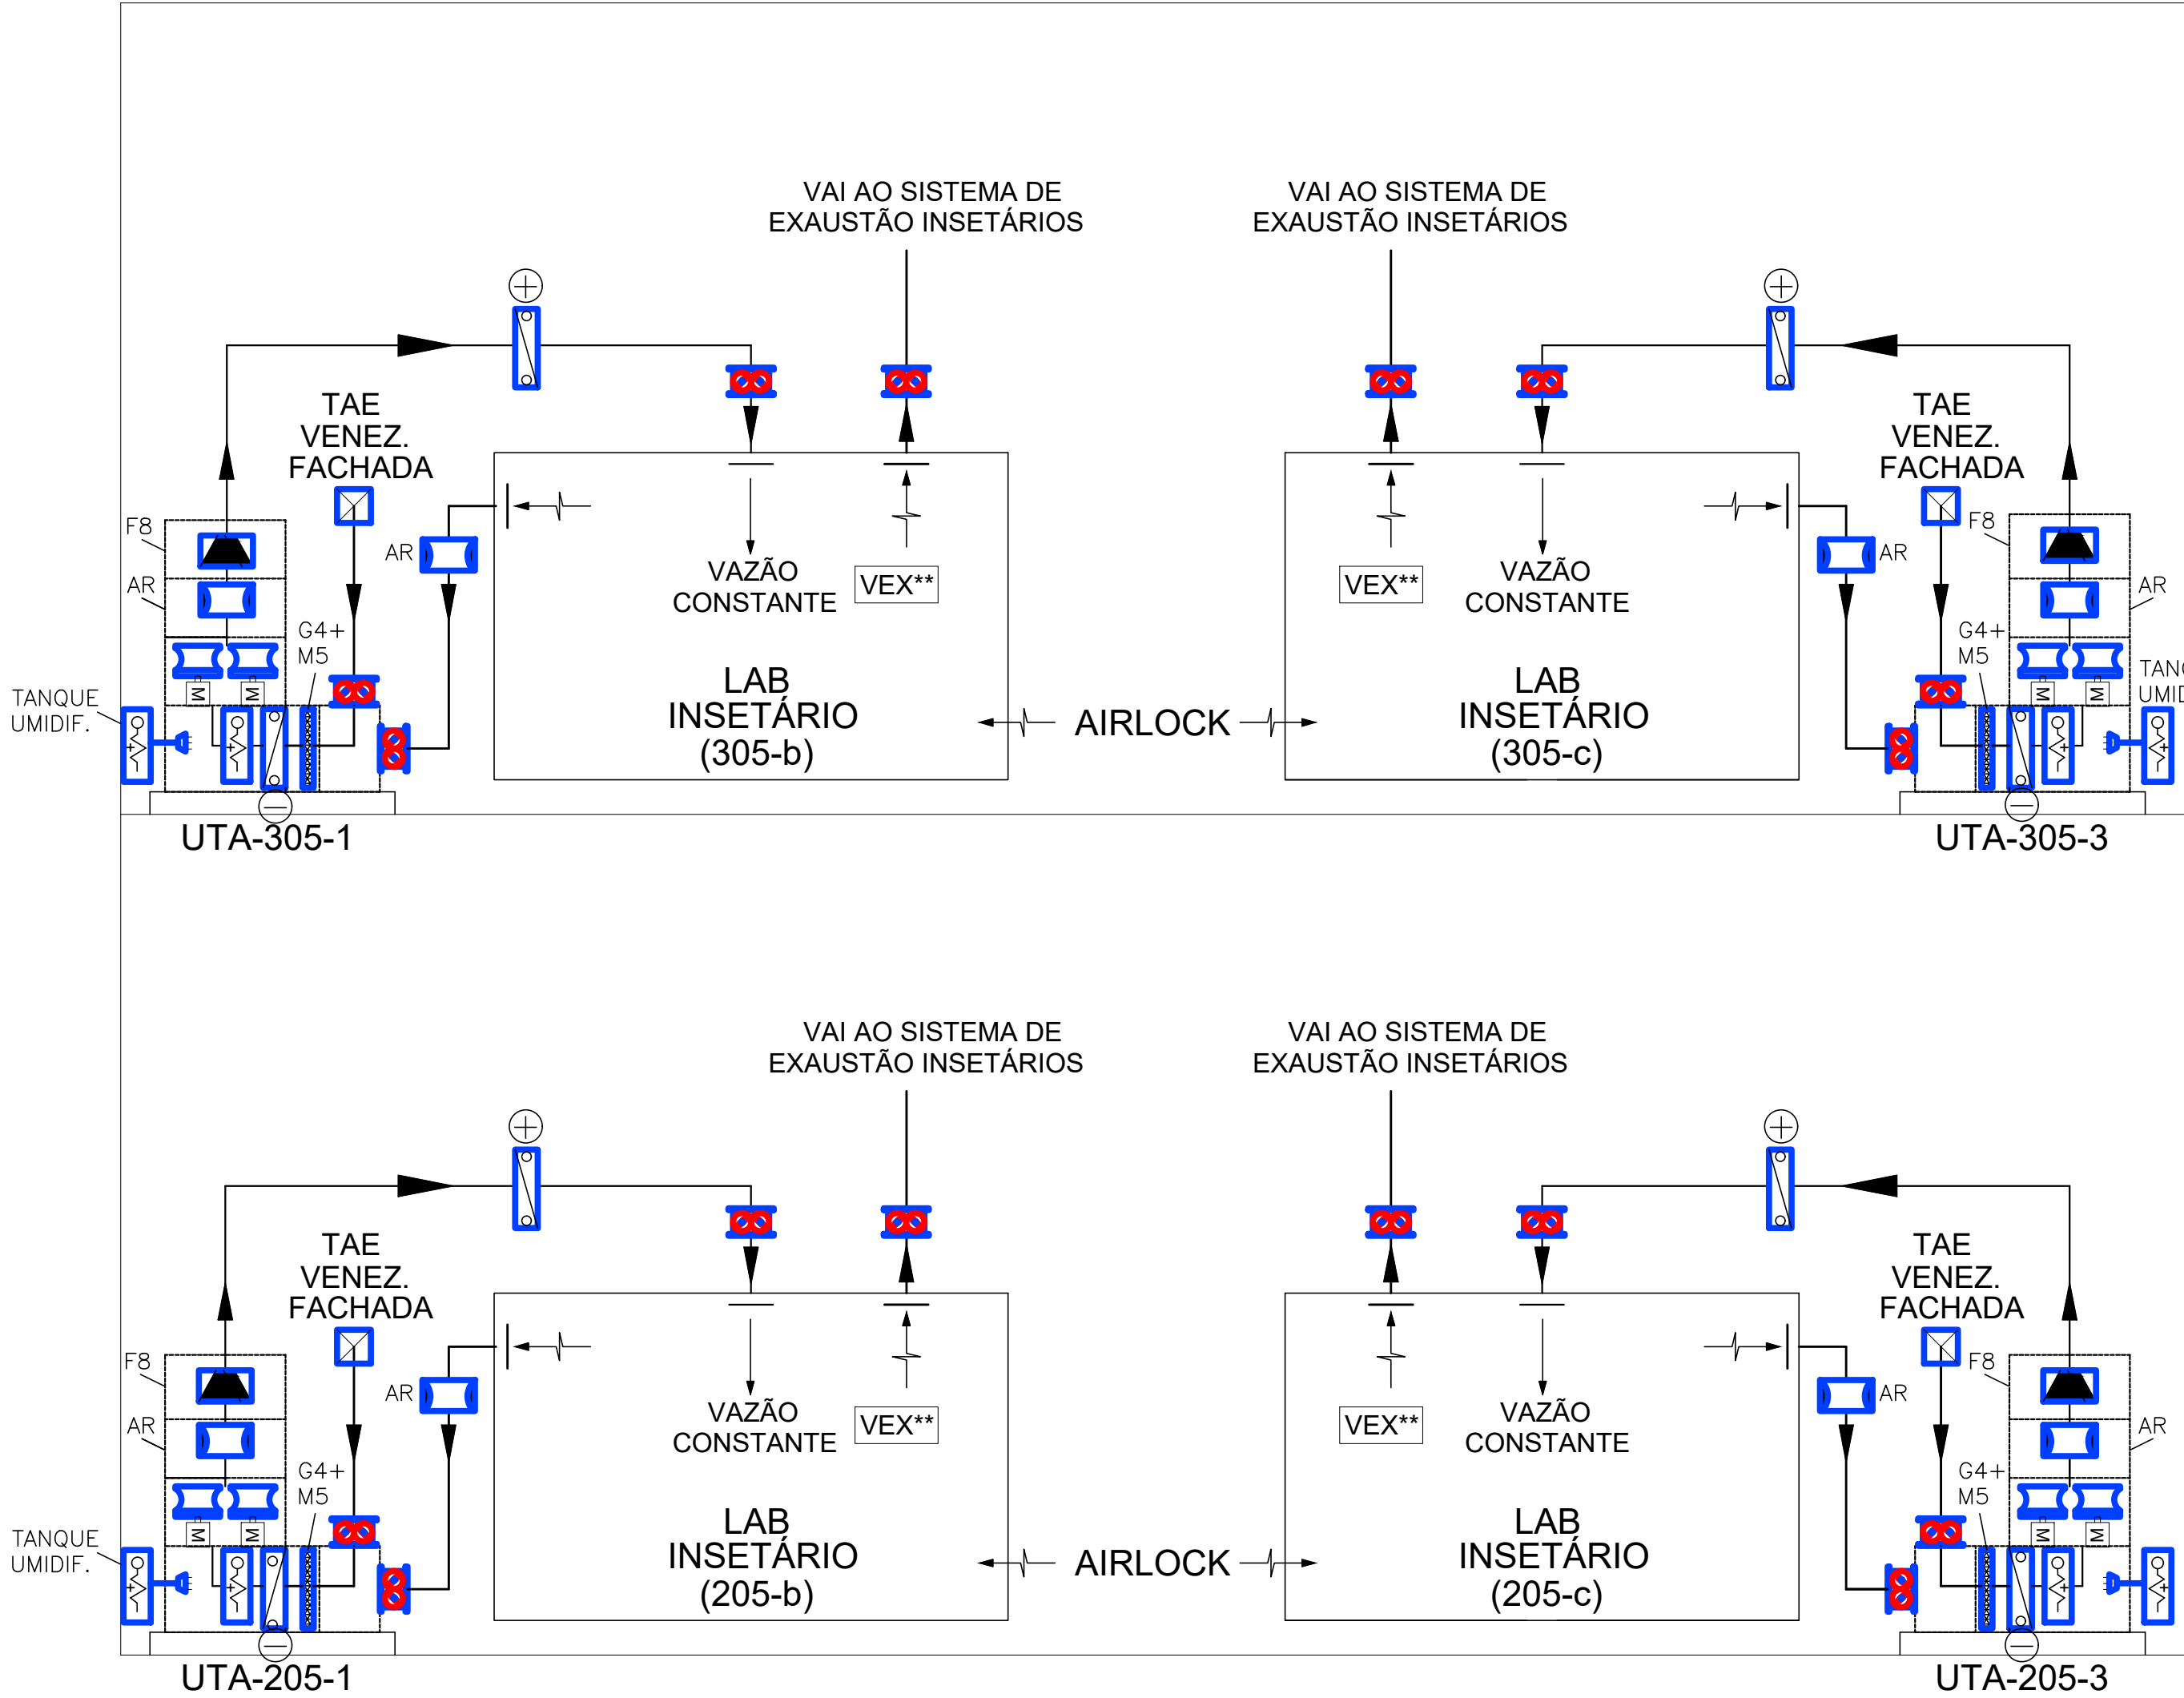 VAI AO SISTEMA DE
EXAUSTÃO INSETÁRIOS
VAI AO SISTEMA DE
EXAUSTÃO INSETÁRIOS
TAE
VENEZ.
FACHADA
TAE
VENEZ.
FACHADA
F8
AR
AR
G4+
M5
M
M
TANQUE
UMIDIF.
VAZÃO
CONSTANTE
VEX**
LAB
INSETÁRIO
(305-b)
AIRLOCK
VEX**
VAZÃO
CONSTANTE
LAB
INSETÁRIO
(305-c)
AR
F8
AR
G4+
M5
M
M
UTA-305-1
UTA-305-3
VAI AO SISTEMA DE
EXAUSTÃO INSETÁRIOS
VAI AO SISTEMA DE
EXAUSTÃO INSETÁRIOS
TAE
VENEZ.
FACHADA
TAE
VENEZ.
FACHADA
F8
AR
AR
G4+
M5
M
M
TANQUE
UMIDIF.
VAZÃO
CONSTANTE
VEX**
LAB
INSETÁRIO
(205-b)
AIRLOCK
VEX**
VAZÃO
CONSTANTE
LAB
INSETÁRIO
(205-c)
AR
F8
AR
G4+
M5
M
M
UTA-205-1
UTA-205-3